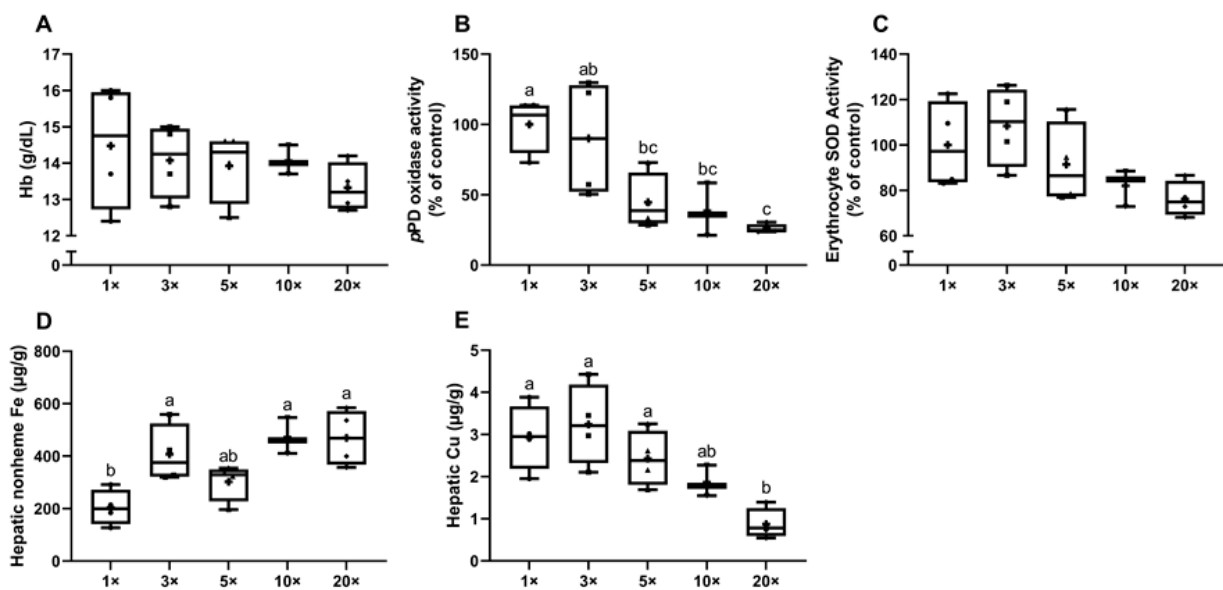 A
Hb (g/dL)
17
16
15
14
13
12
0
1× 3× 5× 10× 20×
B
pPD oxidase activity
(% of control)
150
100
50
0
a ab bc bc c
1× 3× 5× 10× 20×
C
Erythrocyte SOD Activity
(% of control)
140
120
100
80
60
0
1× 3× 5× 10× 20×
D
Hepatic nonheme Fe (µg/g)
800
600
400
200
0
b a ab a a
1× 3× 5× 10× 20×
E
Hepatic Cu (µg/g)
5
4
3
2
1
0
a a a ab b
1× 3× 5× 10× 20×